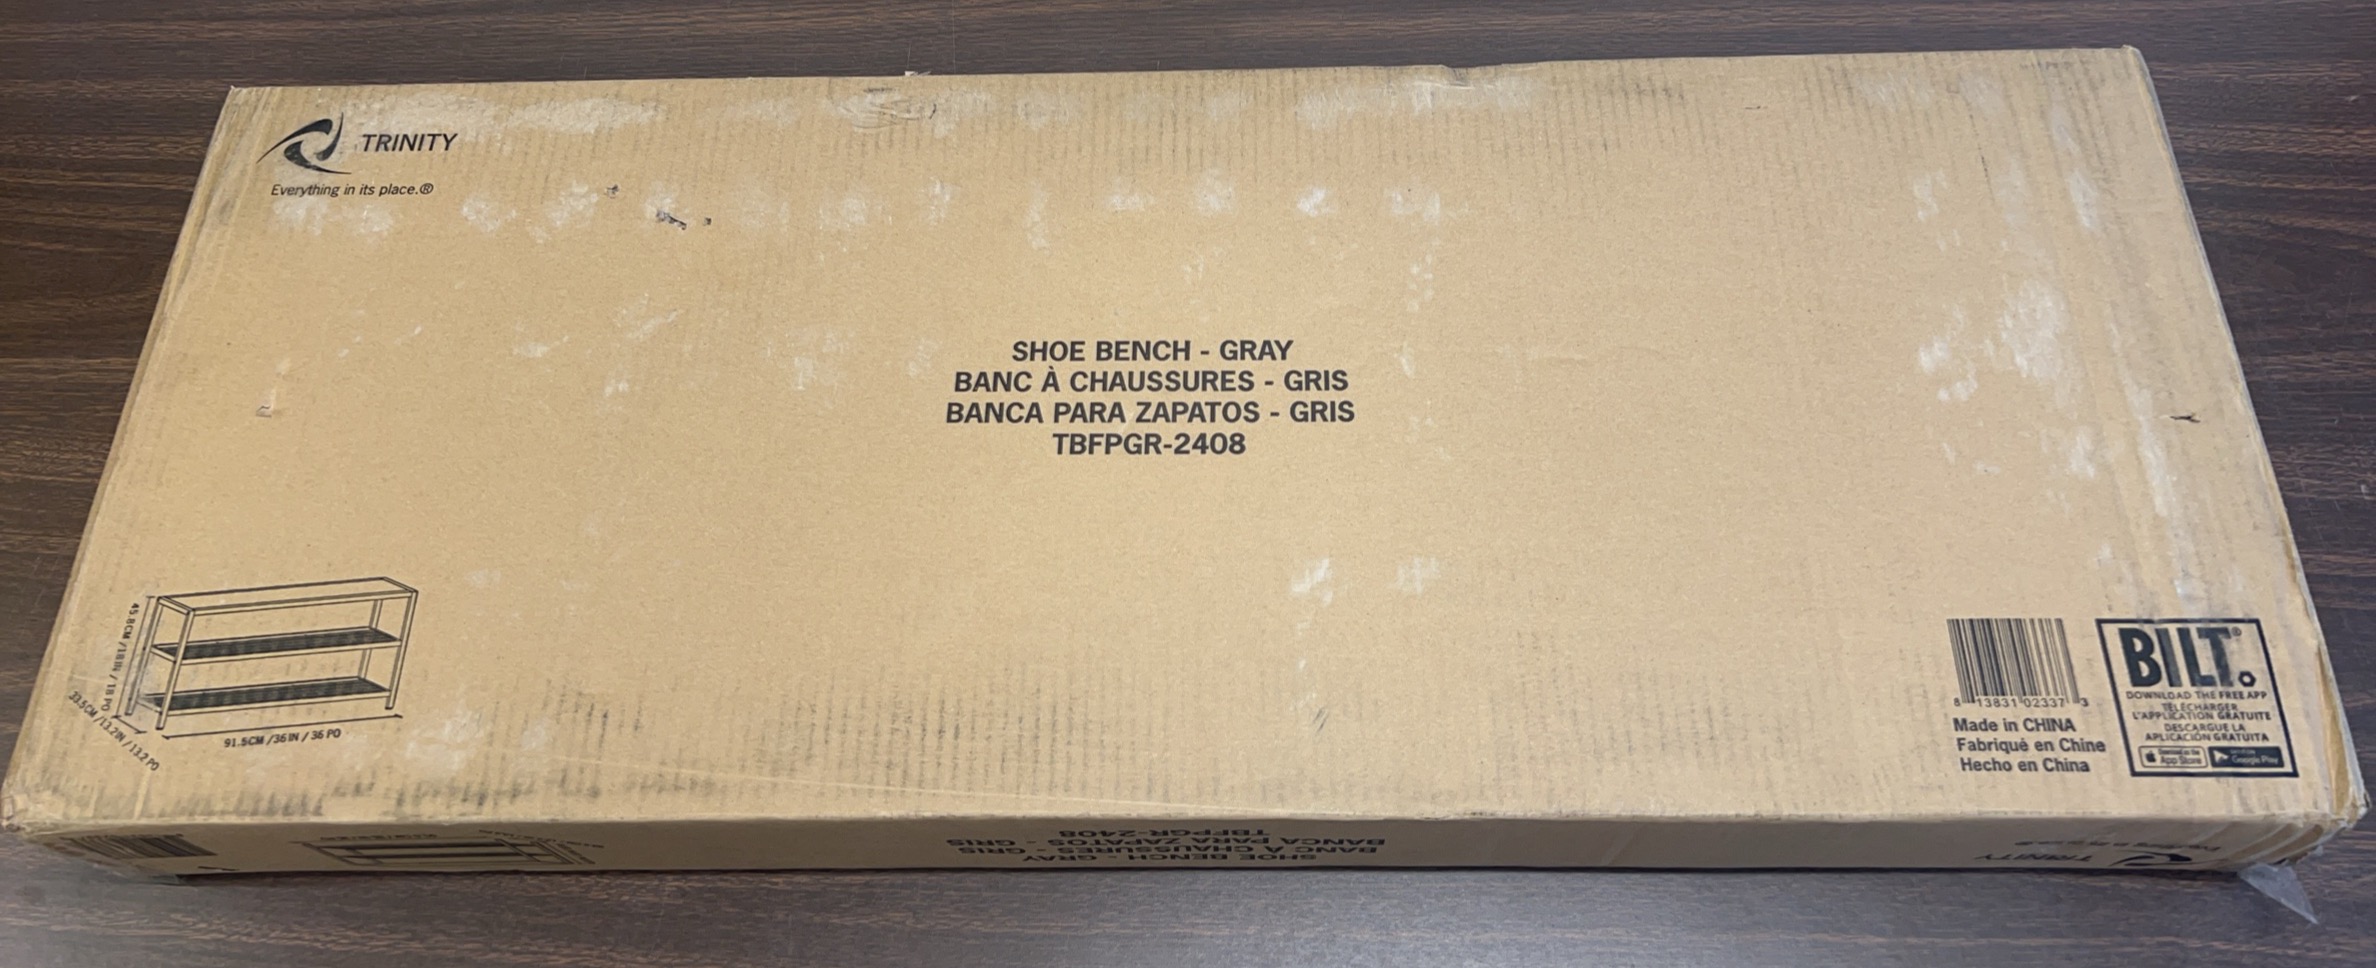 TRINITY
Everything in its place.®
SHOE BENCH - GRAY
BANC À CHAUSSURES - GRIS
BANCA PARA ZAPATOS - GRIS
TBFPGR-2408
45.8CM /18IN / 18 PO
33.5CM /13.2IN / 13.2 PO
91.5CM /36 IN / 36 PO
8 13831 02337 3
Made in CHINA
Fabriqué en Chine
Hecho en China
BILT®
DOWNLOAD THE FREE APP
TÉLÉCHARGER
L'APPLICATION GRATUITE
DESCARGUE LA
APLICACIÓN GRATUITA
Download on the
App Store
Google Play
SHOE BENCH - GRAY
BANC À CHAUSSURES - GRIS
BANCA PARA ZAPATOS - GRIS
TBFPGR-2408
TRINITY